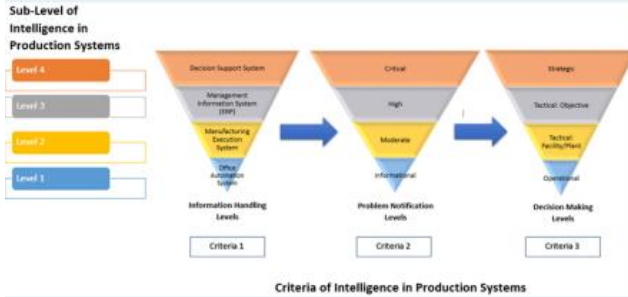 Sub-Level of
Intelligence in
Production Systems
Level 4
Level 3
Level 2
Level 1
Decision Support System
Management
Information System
(ERP)
Manufacturing
Execution
System
Office
Automation
System
Information Handling
Levels
Criteria 1
Critical
High
Moderate
Informational
Problem Notification
Levels
Criteria 2
Strategic
Tactical: Objective
Tactical:
Facility/Plant
Operational
Decision Making
Levels
Criteria 3
Criteria of Intelligence in Production Systems